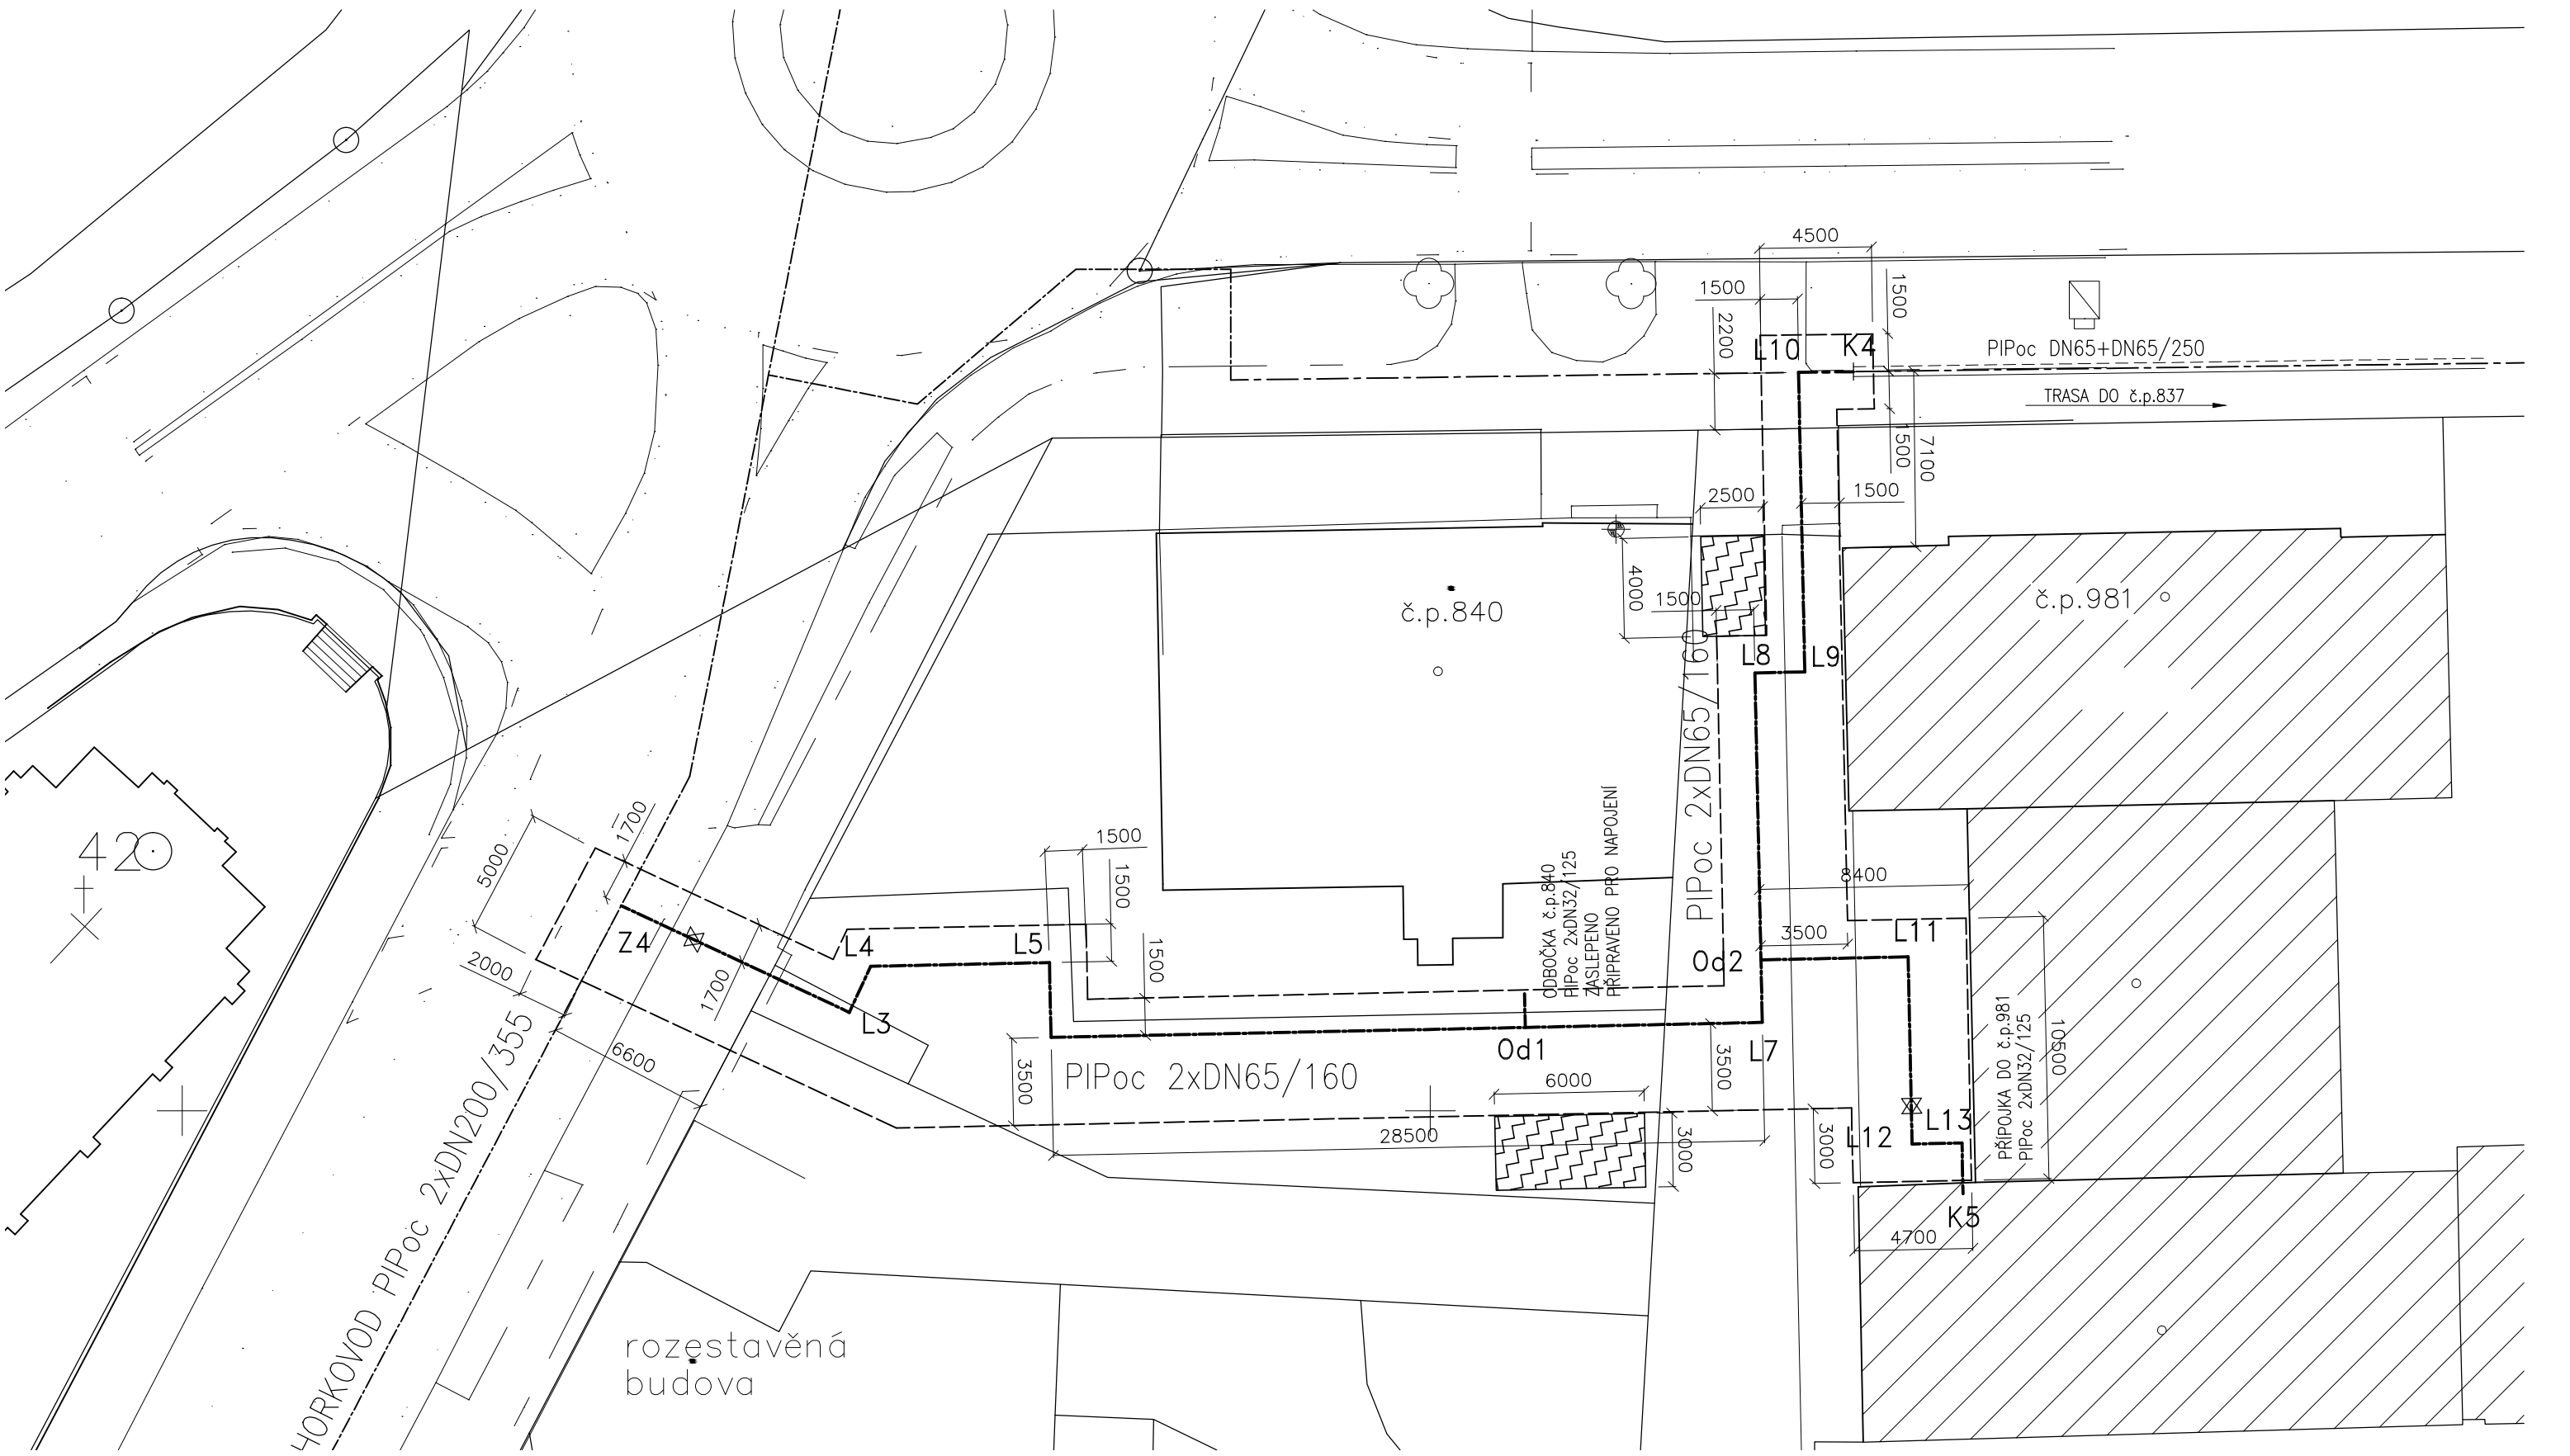 4500
1500
1500
2200
L10
K4
PIPoc DN65+DN65/250
TRASA DO č.p.837
1500
7100
2500
1500
4000
1500
č.p.840
č.p.981
L8
L9
PIPoc 2xDN65/160
420
5000
1700
1500
1500
ODBOČKA č.p.840
PIPoc 2xDN32/125
ZASLEPENO
PŘIPRAVENO PRO NAPOJENÍ
8400
Z4
L4
L5
3500
L11
Od2
2000
1700
1500
L3
6600
3500
PIPoc 2xDN65/160
Od1
L7
3500
6000
28500
3000
3000
L12
L13
PŘÍPOJKA DO č.p.981
PIPoc 2xDN32/125
10500
K5
4700
HORKOVOD PIPoc 2xDN200/355
rozestavěná
budova